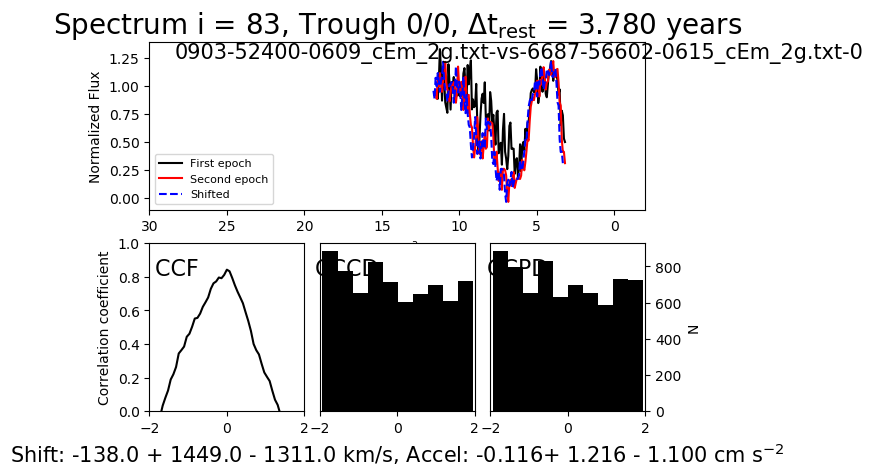 Spectrum i = 83, Trough 0/0, Δt_rest = 3.780 years
0903-52400-0609_cEm_2g.txt-vs-6687-56602-0615_cEm_2g.txt-0
Normalized Flux
1.25
1.00
0.75
0.50
0.25
0.00
First epoch
Second epoch
Shifted
30 25 20 15 10 5 0
Correlation coefficient
1.0
0.8
0.6
0.4
0.2
0.0
CCF
CCCD
CCPD
800
600
400
200
0
N
−2 0 2 −2 0 2 −2 0 2
Shift: -138.0 + 1449.0 - 1311.0 km/s, Accel: -0.116+ 1.216 - 1.100 cm s⁻²